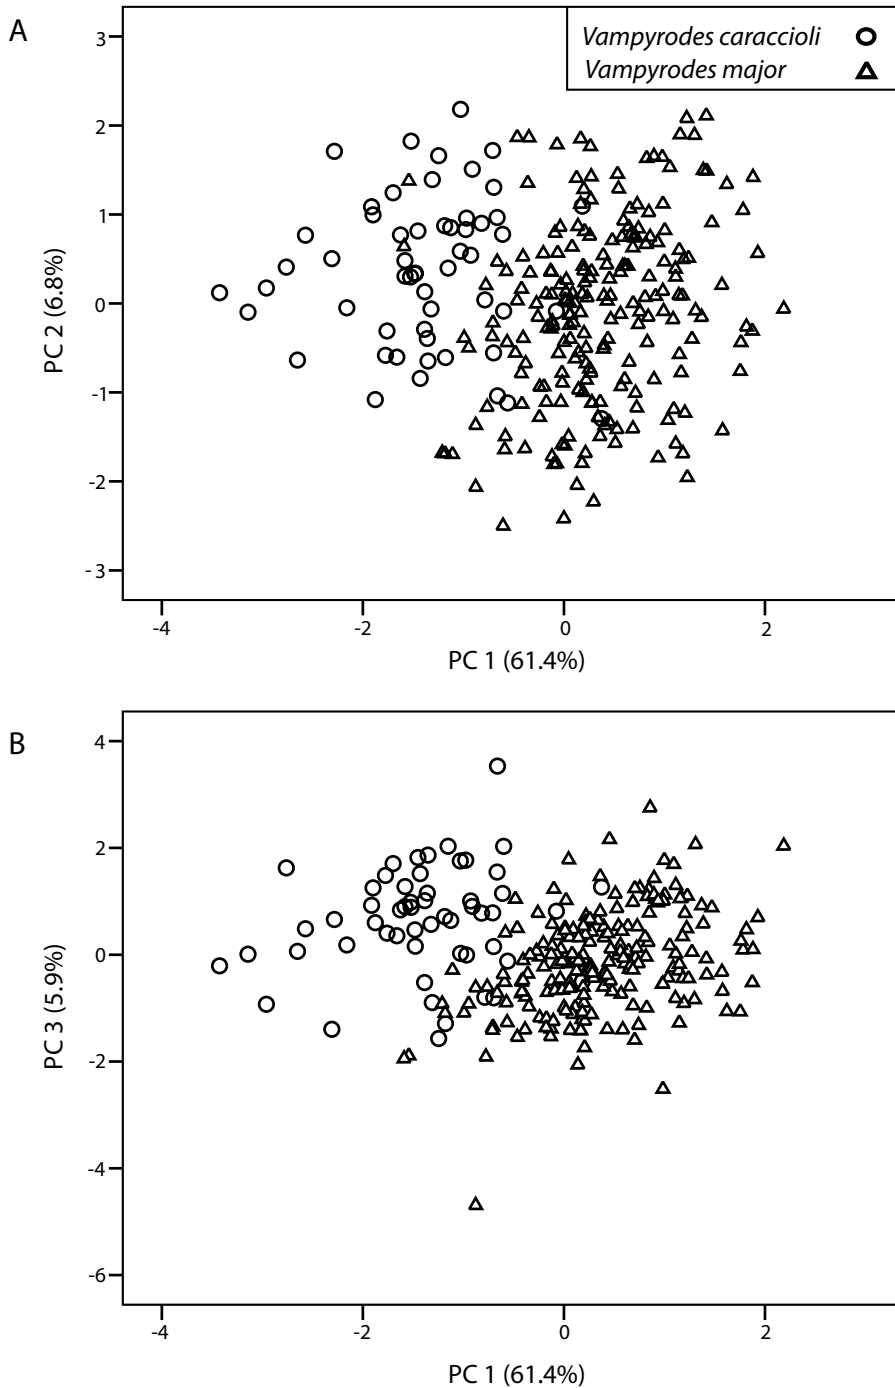 A
Vampyrodes caraccioli
Vampyrodes major
3
2
1
0
-1
-2
-3
PC 2 (6.8%)
-4 -2 0 2
PC 1 (61.4%)
B
4
2
0
-2
-4
-6
PC 3 (5.9%)
-4 -2 0 2
PC 1 (61.4%)